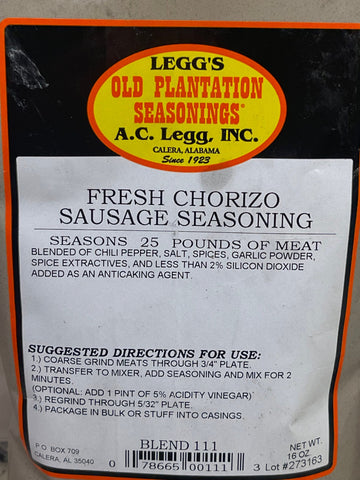 LEGG'S
OLD PLANTATION
SEASONINGS®
A.C. Legg, INC.
CALERA, ALABAMA
Since 1923
FRESH CHORIZO
SAUSAGE SEASONING
SEASONS 25 POUNDS OF MEAT
BLENDED OF CHILI PEPPER, SALT, SPICES, GARLIC POWDER,
SPICE EXTRACTIVES, AND LESS THAN 2% SILICON DIOXIDE
ADDED AS AN ANTICAKING AGENT.
SUGGESTED DIRECTIONS FOR USE:
1.) COARSE GRIND MEATS THROUGH 3/4" PLATE.
2.) TRANSFER TO MIXER, ADD SEASONING AND MIX FOR 2
MINUTES.
(OPTIONAL: ADD 1 PINT OF 5% ACIDITY VINEGAR)
3.) REGRIND THROUGH 5/32" PLATE.
4.) PACKAGE IN BULK OR STUFF INTO CASINGS.
BLEND 111
P.O. BOX 709
CALERA, AL 35040
0 78665 00111 3
NET WT.
16 OZ
Lot #273163